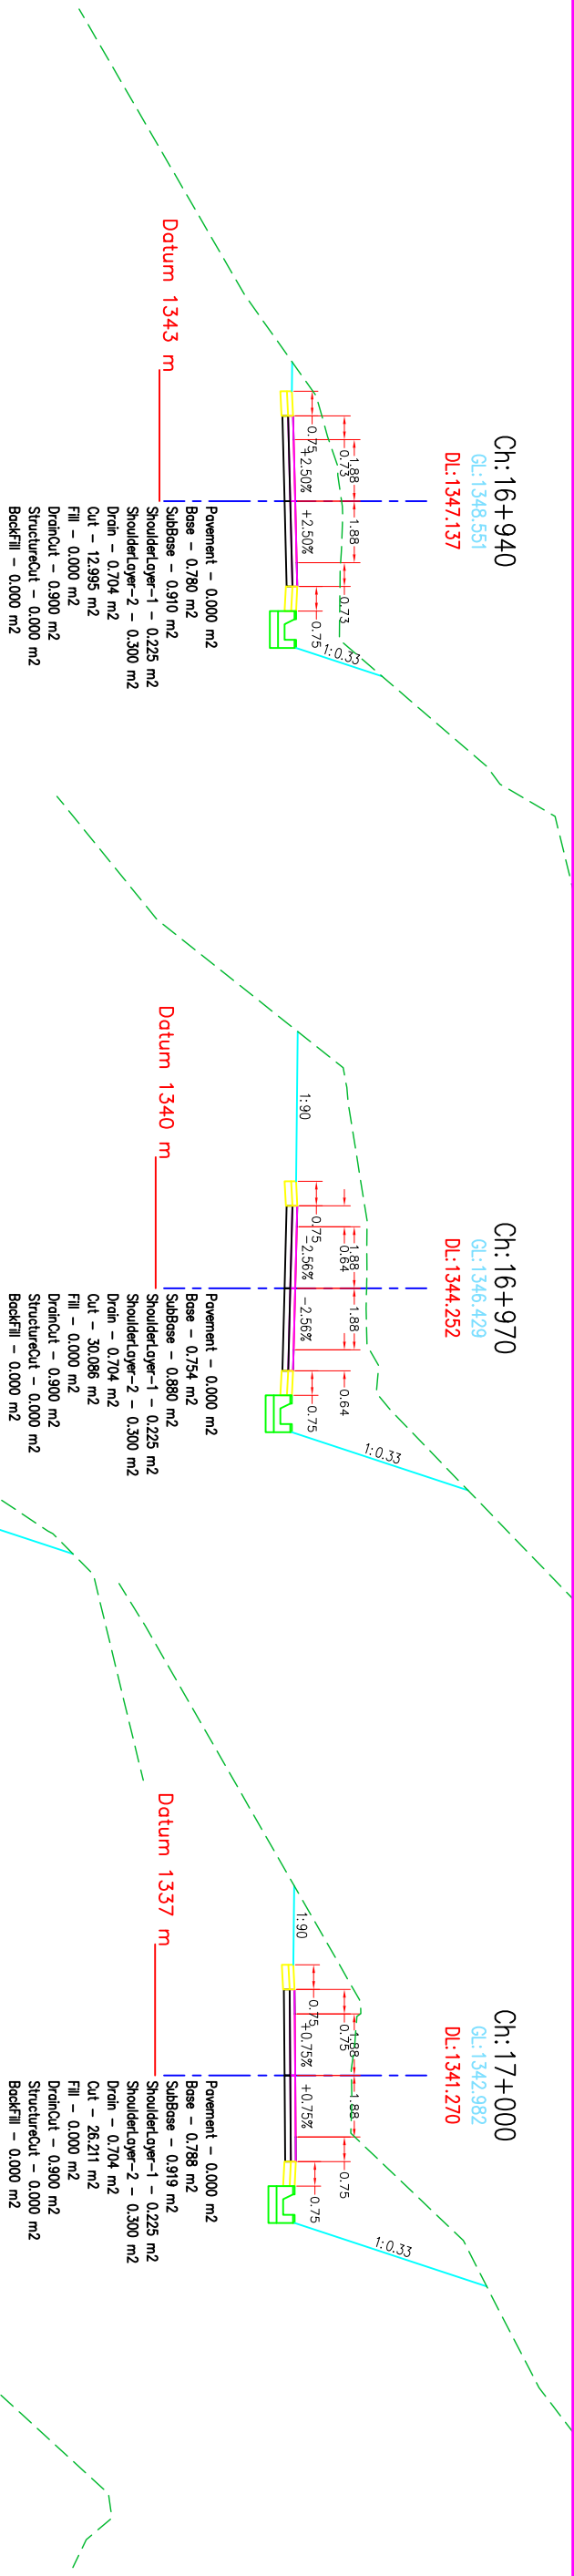 Ch:16+940
GL:1348.551
DL:1347.137
1.88 1.88
0.73 0.73
0.75 0.75
+2.50% +2.50%
1:0.33
Datum 1343 m
Pavement - 0.000 m2
Base - 0.780 m2
SubBase - 0.910 m2
ShoulderLayer-1 - 0.225 m2
ShoulderLayer-2 - 0.300 m2
Drain - 0.704 m2
Cut - 12.995 m2
Fill - 0.000 m2
DrainCut - 0.900 m2
StructureCut - 0.000 m2
BackFill - 0.000 m2
Ch:16+970
GL:1346.429
DL:1344.252
1.88 1.88
0.64 0.64
0.75 0.75
-2.56% -2.56%
1:90
1:0.33
Datum 1340 m
Pavement - 0.000 m2
Base - 0.754 m2
SubBase - 0.880 m2
ShoulderLayer-1 - 0.225 m2
ShoulderLayer-2 - 0.300 m2
Drain - 0.704 m2
Cut - 30.086 m2
Fill - 0.000 m2
DrainCut - 0.900 m2
StructureCut - 0.000 m2
BackFill - 0.000 m2
Ch:17+000
GL:1342.982
DL:1341.270
1.88 1.88
0.75 0.75
0.75 0.75
+0.75% +0.75%
1:90
1:0.33
Datum 1337 m
Pavement - 0.000 m2
Base - 0.788 m2
SubBase - 0.919 m2
ShoulderLayer-1 - 0.225 m2
ShoulderLayer-2 - 0.300 m2
Drain - 0.704 m2
Cut - 26.211 m2
Fill - 0.000 m2
DrainCut - 0.900 m2
StructureCut - 0.000 m2
BackFill - 0.000 m2